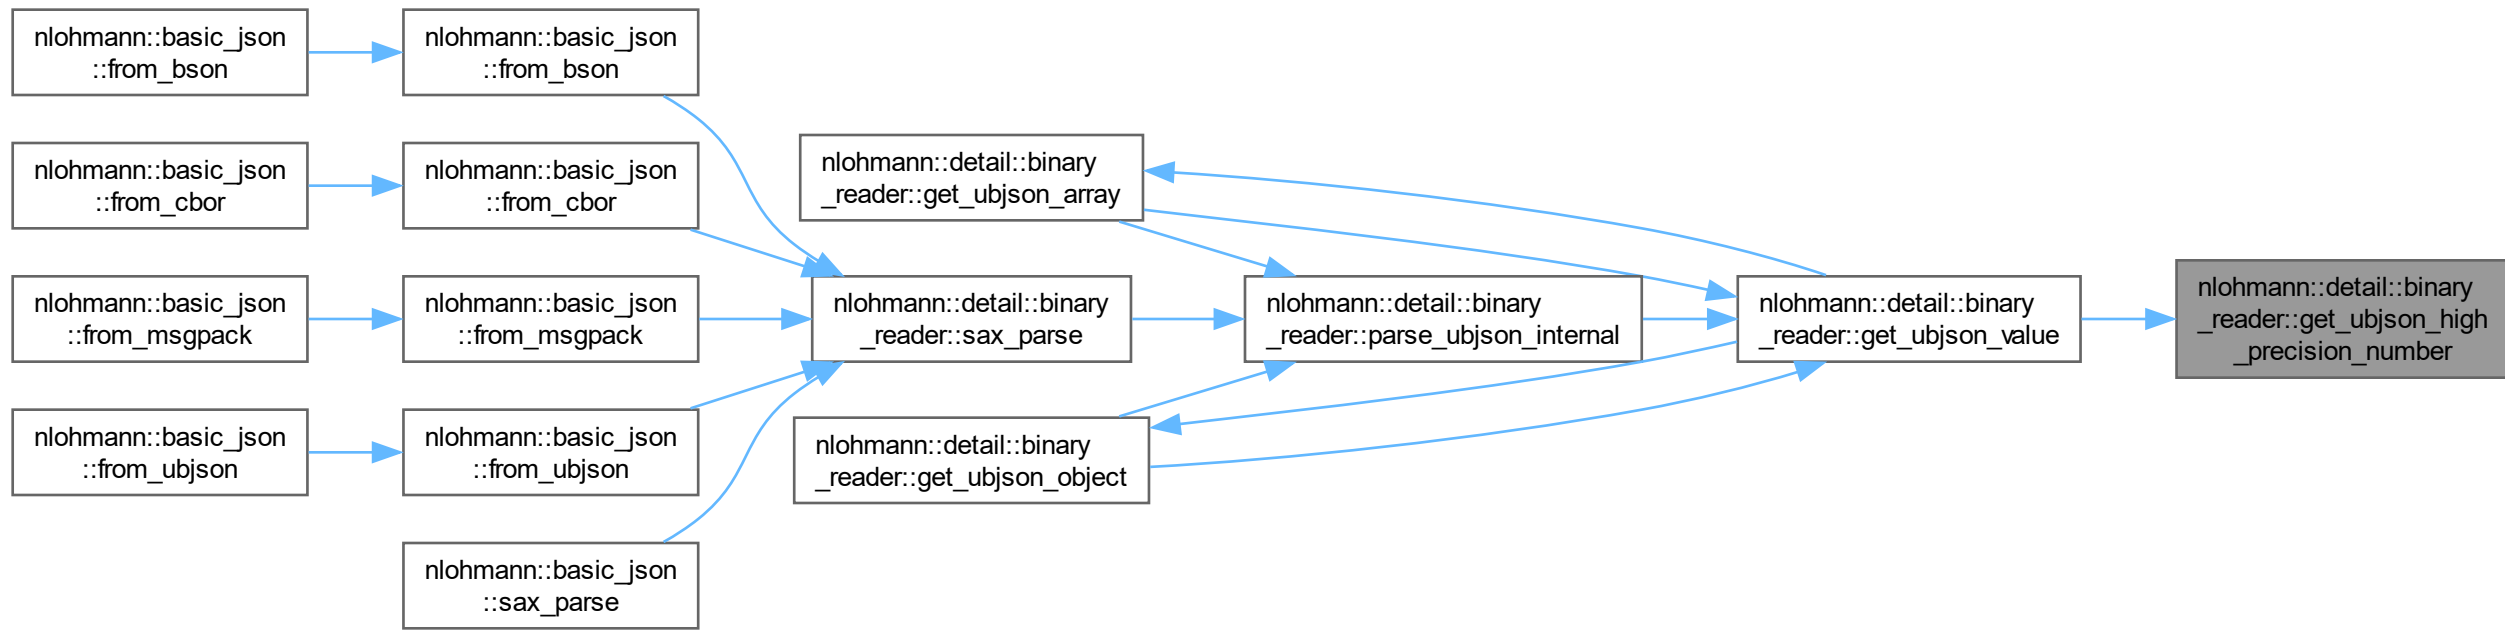 nlohmann::basic_json
::from_bson
nlohmann::basic_json
::from_bson
nlohmann::basic_json
::from_cbor
nlohmann::basic_json
::from_cbor
nlohmann::basic_json
::from_msgpack
nlohmann::basic_json
::from_msgpack
nlohmann::basic_json
::from_ubjson
nlohmann::basic_json
::from_ubjson
nlohmann::basic_json
::sax_parse
nlohmann::detail::binary
_reader::get_ubjson_array
nlohmann::detail::binary
_reader::sax_parse
nlohmann::detail::binary
_reader::get_ubjson_object
nlohmann::detail::binary
_reader::parse_ubjson_internal
nlohmann::detail::binary
_reader::get_ubjson_value
nlohmann::detail::binary
_reader::get_ubjson_high
_precision_number